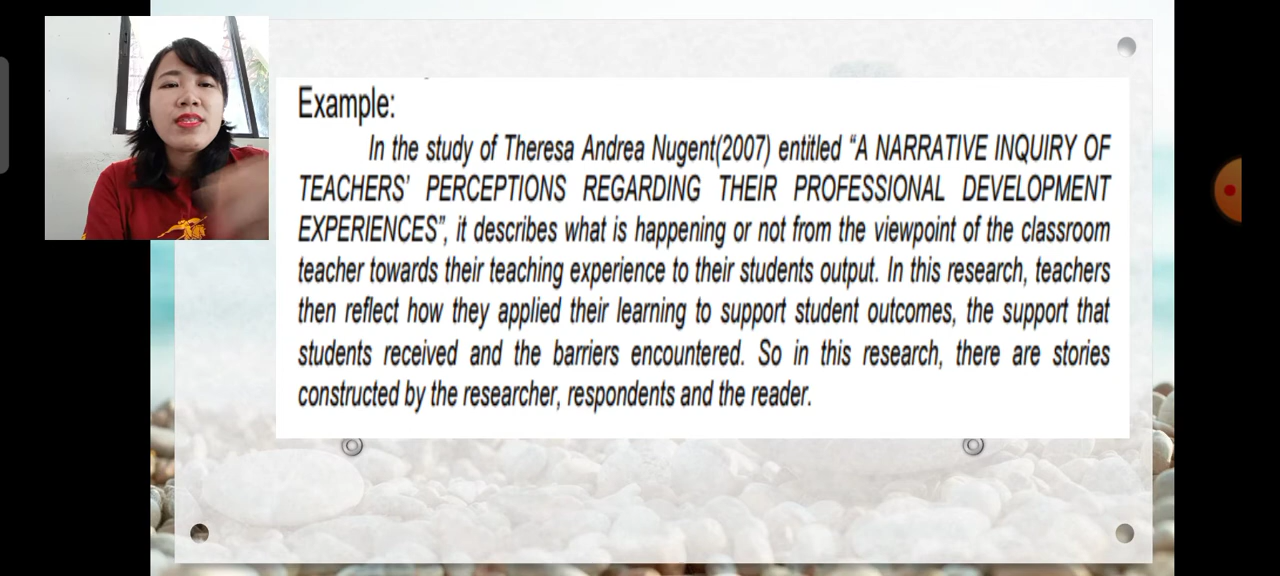 Example:
In the study of Theresa Andrea Nugent(2007) entitled “A NARRATIVE INQUIRY OF
TEACHERS’ PERCEPTIONS REGARDING THEIR PROFESSIONAL DEVELOPMENT
EXPERIENCES”, it describes what is happening or not from the viewpoint of the classroom
teacher towards their teaching experience to their students output. In this research, teachers
then reflect how they applied their learning to support student outcomes, the support that
students received and the barriers encountered. So in this research, there are stories
constructed by the researcher, respondents and the reader.